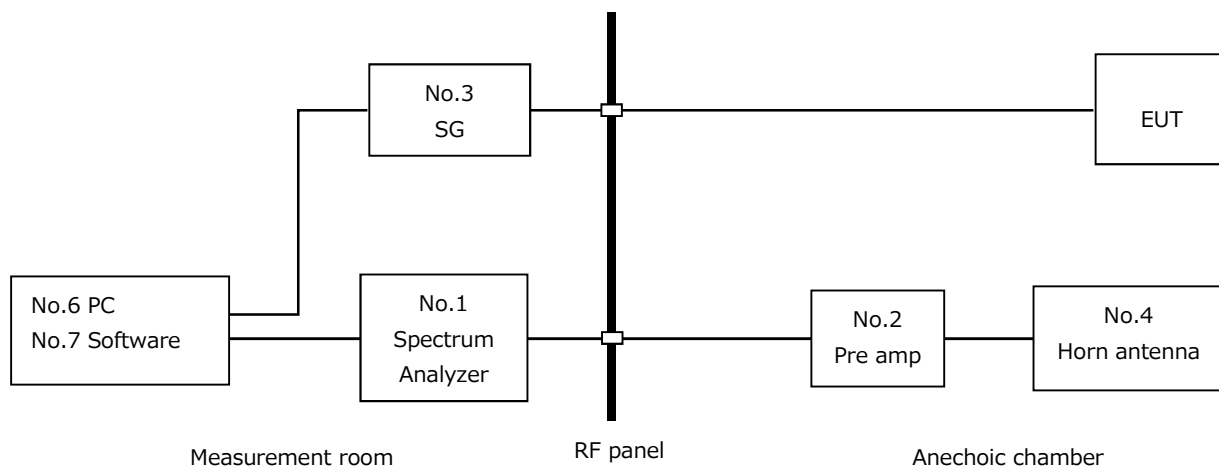 No.3
SG
EUT
No.6 PC
No.7 Software
No.1
Spectrum
Analyzer
No.2
Pre amp
No.4
Horn antenna
Measurement room
RF panel
Anechoic chamber